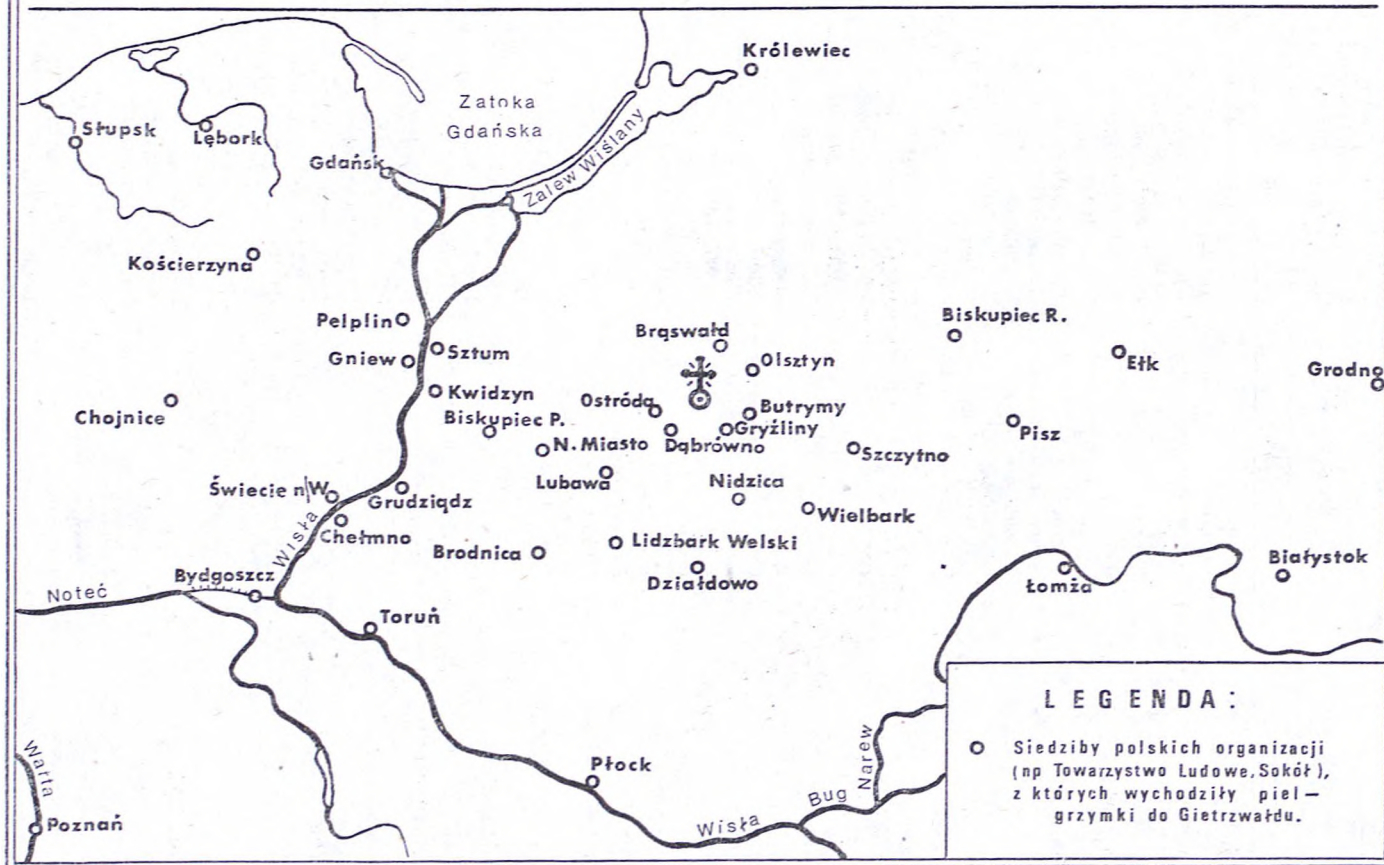 Królewiec
Zatoka
Gdańska
Słupsk
Lębork
Gdańsk
Zalew Wiślany
Kościerzyna
Pelplin
Gniew
Sztum
Kwidzyn
Chojnice
Biskupiec P.
N. Miasto
Lubawa
Ostróda
Brąswałd
Olsztyn
Butrymy
Gryźliny
Dąbrówno
Biskupiec R.
Ełk
Grodno
Pisz
Szczytno
Nidzica
Wielbark
Świecie n/W
Grudziądz
Chełmno
Wisła
Brodnica
Lidzbark Welski
Działdowo
Łomża
Białystok
Noteć
Bydgoszcz
Toruń
Płock
Wisła
Bug
Narew
Warta
Poznań
LEGENDA:
Siedziby polskich organizacji
(np Towarzystwo Ludowe, Sokół),
z których wychodziły piel-
grzymki do Gietrzwałdu.